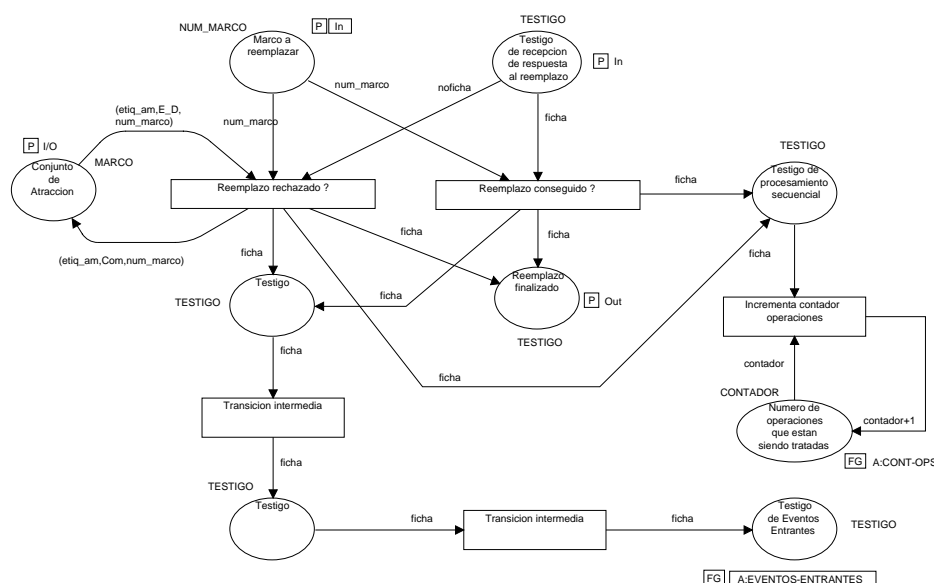 TESTIGO
NUM_MARCO
P In
Marco a
reemplazar
Testigo
de recepcion
de respuesta
al reemplazo
P In
num_marco
noficha
(etiq_am,E_D,
num_marco)
num_marco
ficha
P I/O
MARCO
TESTIGO
Conjunto
de
Atraccion
Testigo de
procesamiento
secuencial
Reemplazo rechazado ?
Reemplazo conseguido ?
ficha
ficha
ficha
ficha
ficha
(etiq_am,Com,num_marco)
Testigo
Reemplazo
finalizado
ficha
TESTIGO
P Out
Incrementa contador
operaciones
TESTIGO
ficha
contador
ficha
CONTADOR
Transicion intermedia
Numero de
operaciones
que estan
siendo tratadas
contador+1
ficha
FG A:CONT-OPS
TESTIGO
Testigo
ficha
Transicion intermedia
ficha
Testigo
de Eventos
Entrantes
TESTIGO
FG A:EVENTOS-ENTRANTES